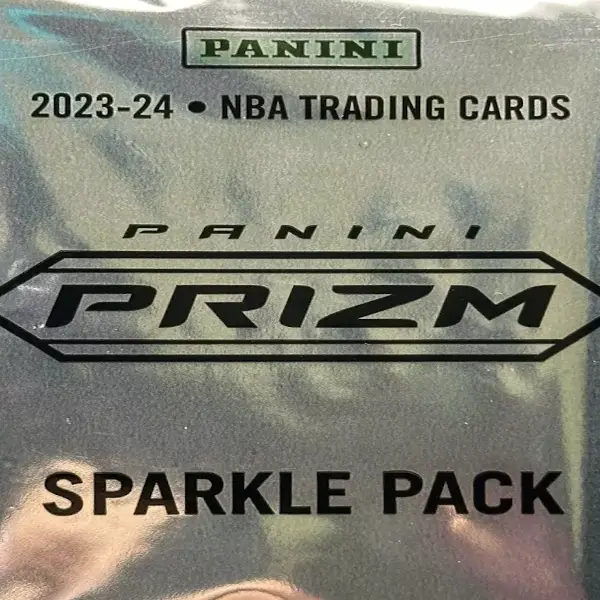 PANINI
2023-24 • NBA TRADING CARDS
PANINI
PRIZM
SPARKLE PACK